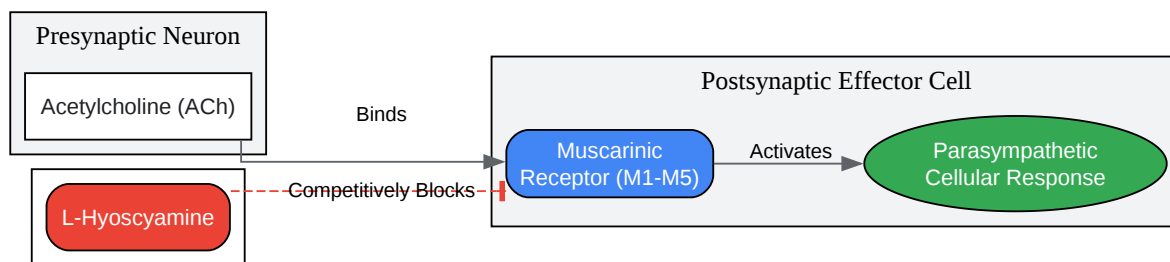 Presynaptic Neuron
Acetylcholine (ACh)
Binds
Postsynaptic Effector Cell
Muscarinic
Receptor (M1-M5)
Activates
Parasympathetic
Cellular Response
Competitively Blocks
L-Hyoscyamine